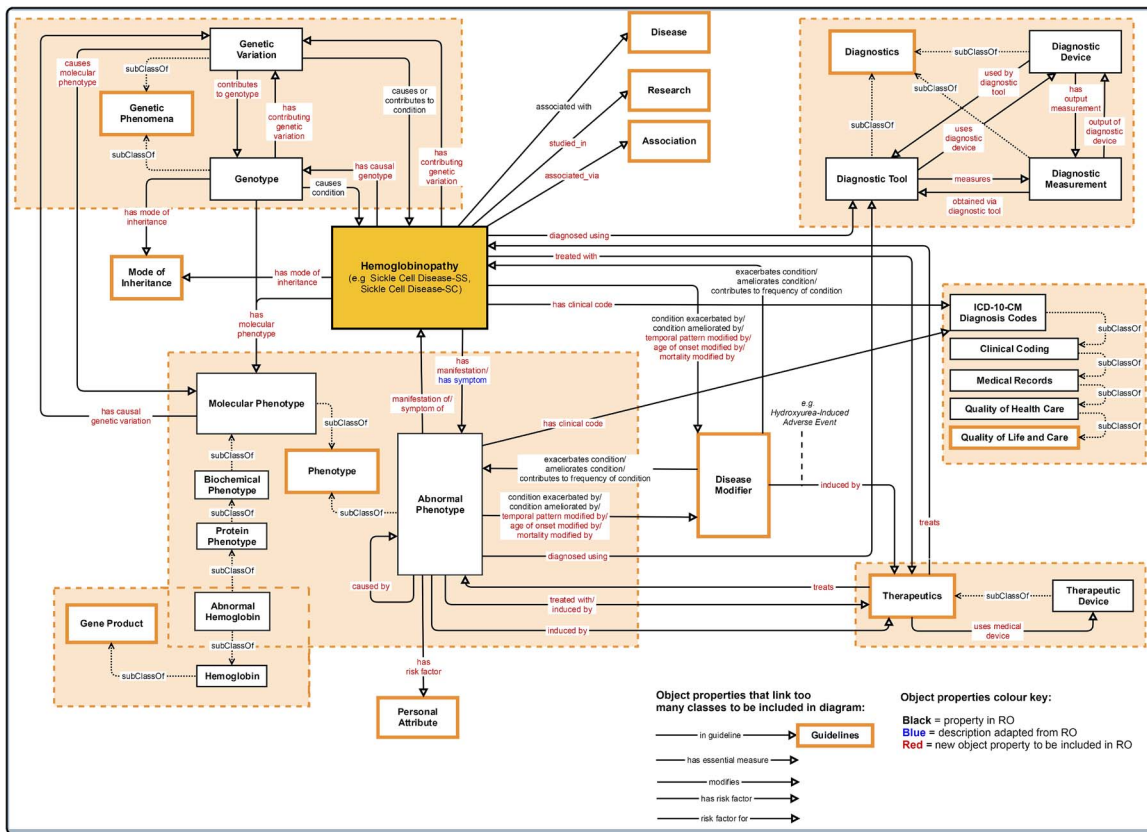 Genetic
Variation
causes
molecular
phenotype
subClassOf
contributes
to genotype
has
contributing
genetic
variation
causes or
contributes to
condition
Genetic
Phenomena
subClassOf
Genotype
has causal
genotype
causes
condition
has
contributing
genetic
variation
has mode of
inheritance
Mode of
Inheritance
has mode of
inheritance
has
molecular
phenotype
Hemoglobinopathy
(e.g Sickle Cell Disease-SS,
Sickle Cell Disease-SC)
Disease
Research
Association
associated with
studied_in
associated_via
Diagnostics
subClassOf
Diagnostic
Device
used by
diagnostic
tool
subClassOf
subClassOf
has
output
measurement
output of
diagnostic
device
uses
diagnostic
device
Diagnostic Tool
measures
Diagnostic
Measurement
obtained via
diagnostic tool
diagnosed using
treated with
exacerbates condition/
ameliorates condition/
contributes to frequency of condition
has clinical code
condition exacerbated by/
condition ameliorated by/
temporal pattern modified by/
age of onset modified by/
mortality modified by
ICD-10-CM
Diagnosis Codes
subClassOf
Clinical Coding
subClassOf
Medical Records
subClassOf
Quality of Health Care
subClassOf
Quality of Life and Care
has
manifestation/
has symptom
manifestation of/
symptom of
Molecular Phenotype
has causal
genetic variation
subClassOf
subClassOf
Phenotype
Biochemical
Phenotype
subClassOf
Protein
Phenotype
subClassOf
subClassOf
Abnormal
Phenotype
has clinical code
exacerbates condition/
ameliorates condition/
contributes to frequency of condition
condition exacerbated by/
condition ameliorated by/
temporal pattern modified by/
age of onset modified by/
mortality modified by
diagnosed using
Disease
Modifier
e.g.
Hydroxyurea-Induced
Adverse Event
induced by
treats
caused by
treats
treated with/
induced by
induced by
Therapeutics
subClassOf
Therapeutic
Device
uses medical
device
Gene Product
Abnormal
Hemoglobin
subClassOf
subClassOf
Hemoglobin
has
risk factor
Personal
Attribute
Object properties that link too
many classes to be included in diagram:
in guideline
Guidelines
has essential measure
modifies
has risk factor
risk factor for
Object properties colour key:
Black = property in RO
Blue = description adapted from RO
Red = new object property to be included in RO